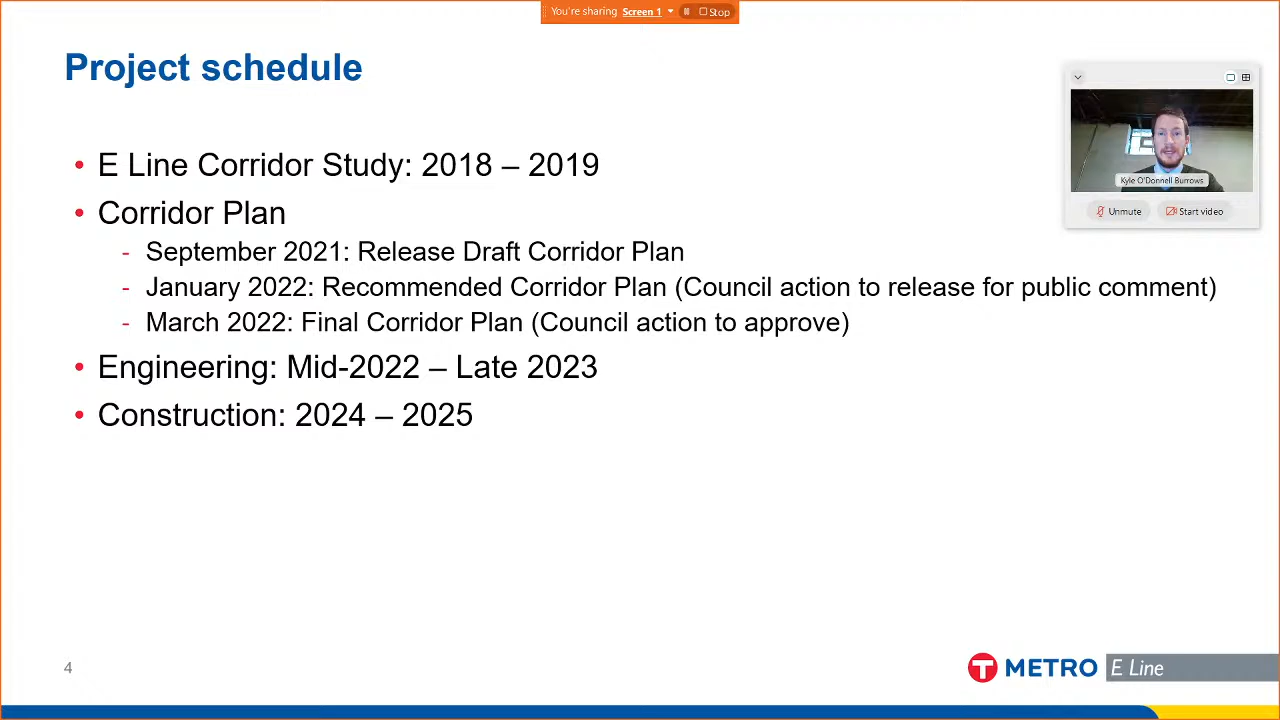 You're sharing Screen 1 Stop
Project schedule
Kyle O'Donnell Burrows
Unmute Start video
• E Line Corridor Study: 2018 – 2019
• Corridor Plan
- September 2021: Release Draft Corridor Plan
- January 2022: Recommended Corridor Plan (Council action to release for public comment)
- March 2022: Final Corridor Plan (Council action to approve)
• Engineering: Mid-2022 – Late 2023
• Construction: 2024 – 2025
4
T METRO E Line